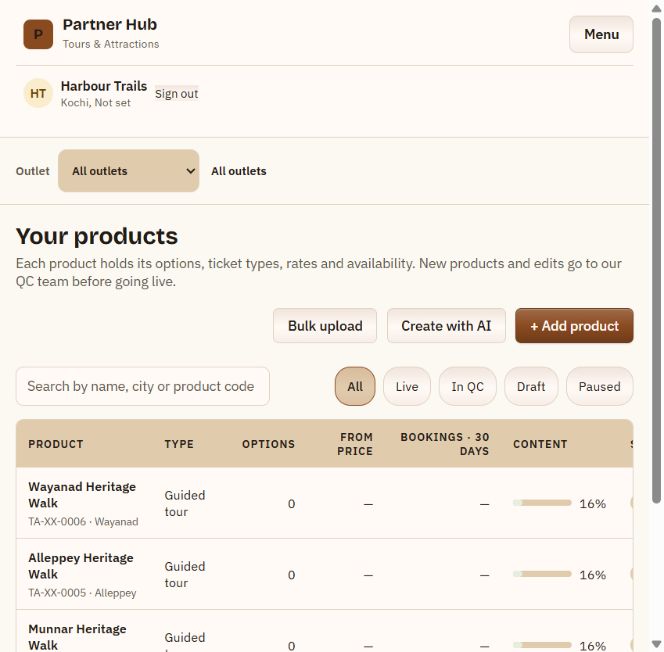 P
Partner Hub
Tours & Attractions
Menu
HT
Harbour Trails
Kochi, Not set
Sign out
Outlet
All outlets
All outlets
Your products
Each product holds its options, ticket types, rates and availability. New products and edits go to our
QC team before going live.
Bulk upload
Create with AI
+ Add product
Search by name, city or product code
All
Live
In QC
Draft
Paused
PRODUCT TYPE OPTIONS FROM PRICE BOOKINGS · 30 DAYS CONTENT
Wayanad Heritage
Walk
TA-XX-0006 · Wayanad
Guided
tour
0
—
—
16%
Alleppey Heritage
Walk
TA-XX-0005 · Alleppey
Guided
tour
0
—
—
16%
Munnar Heritage
Walk
Guided
0
—
—
16%